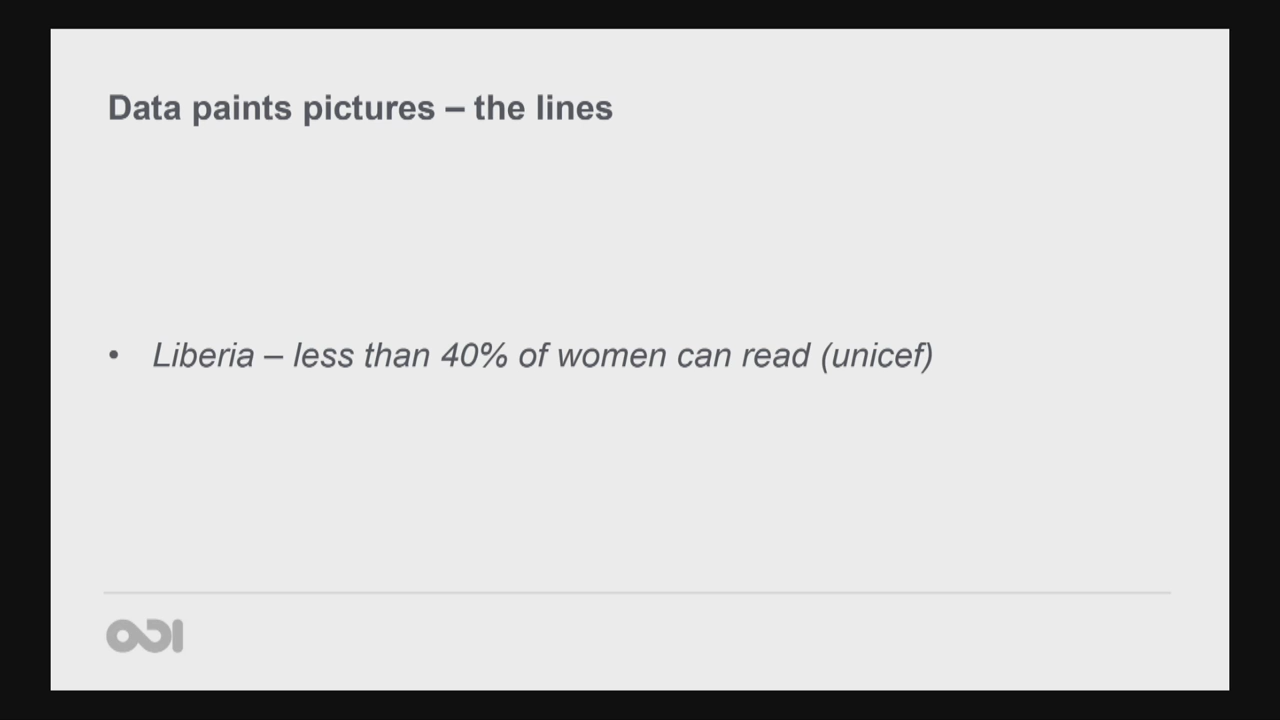 Data paints pictures – the lines
• Liberia – less than 40% of women can read (unicef)
ODI